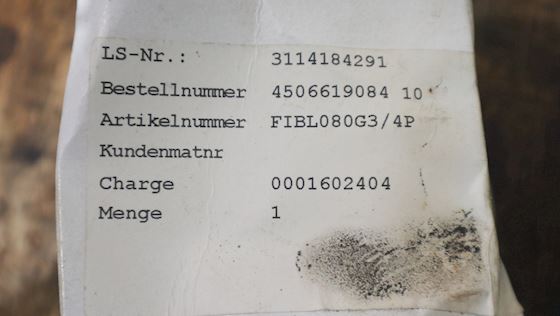 LS-Nr.: 3114184291
Bestellnummer 4506619084 10
Artikelnummer FIBL080G3/4P
Kundenmatnr
Charge 0001602404
Menge 1